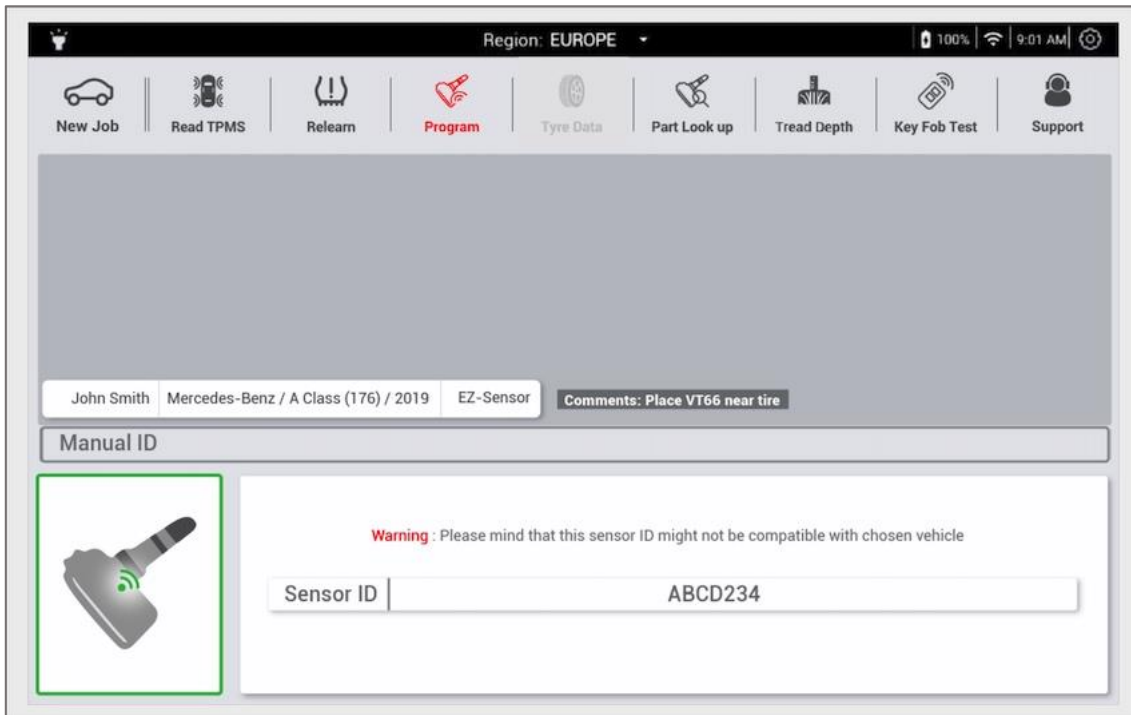 Region: EUROPE
100% 9:01 AM
New Job Read TPMS Relearn Program Tyre Data Part Look up Tread Depth Key Fob Test Support
John Smith Mercedes-Benz / A Class (176) / 2019 EZ-Sensor Comments: Place VT66 near tire
Manual ID
Warning : Please mind that this sensor ID might not be compatible with chosen vehicle
Sensor ID ABCD234